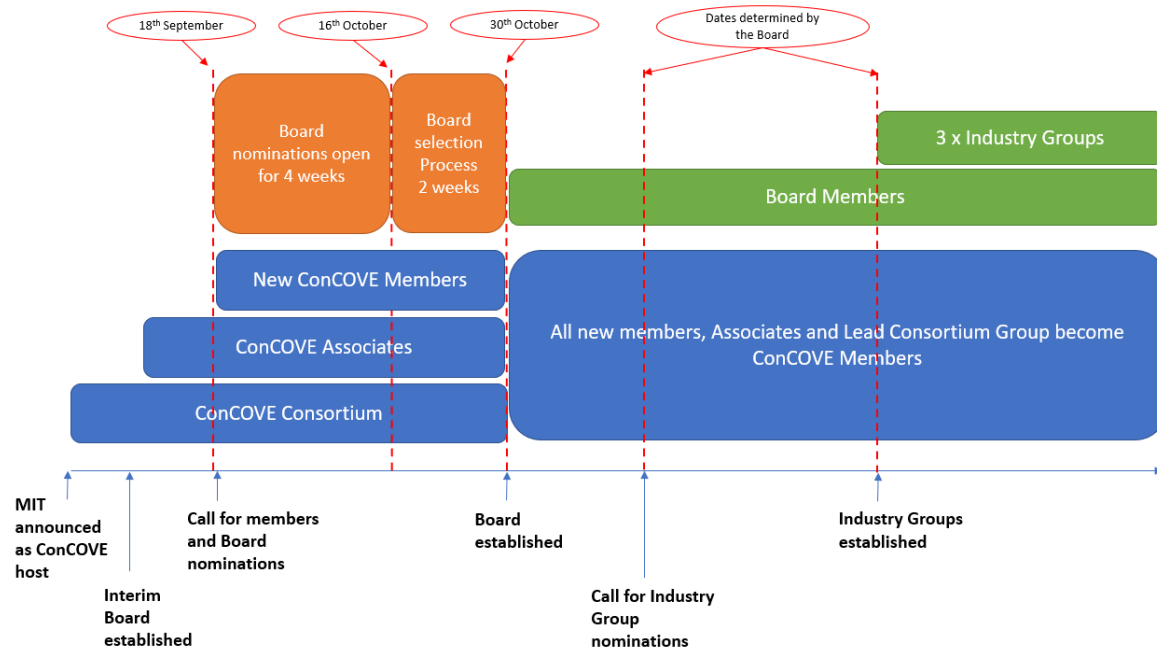 18th September
16th October
30th October
Dates determined by
the Board
Board
nominations open
for 4 weeks
Board
selection
Process
2 weeks
3 x Industry Groups
Board Members
New ConCOVE Members
ConCOVE Associates
ConCOVE Consortium
All new members, Associates and Lead Consortium Group become
ConCOVE Members
MIT
announced
as ConCOVE
host
Interim
Board
established
Call for members
and Board
nominations
Board
established
Call for Industry
Group
nominations
Industry Groups
established